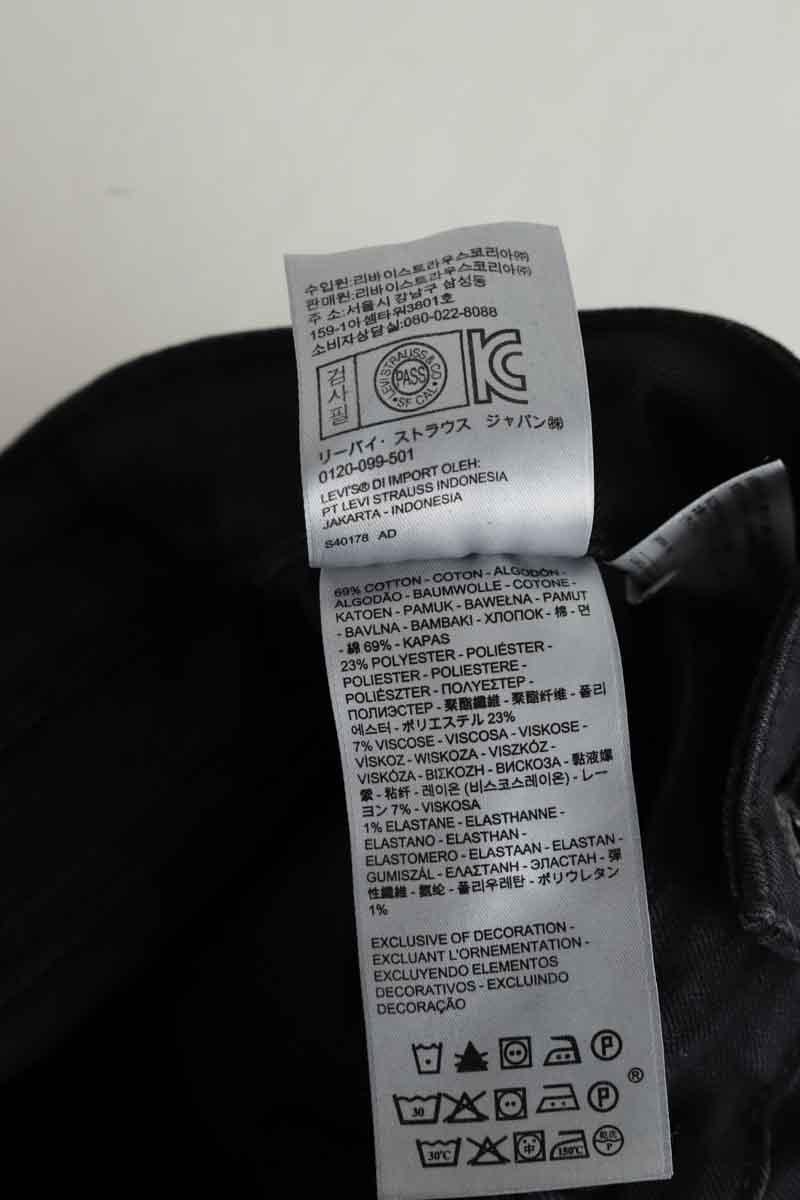 수입원:리바이스트라우스코리아㈜
판매원:리바이스트라우스코리아㈜
주 소:서울시 강남구 삼성동
159-1아셈타워3801호
소비자상담실:080-022-8088
검사필
LEVI STRAUSS & CO
PASS
SF CAL
KC
リーバイ・ストラウス ジャパン㈱
0120-099-501
LEVI'S® DI IMPORT OLEH:
PT LEVI STRAUSS INDONESIA
JAKARTA - INDONESIA
S40178 AD
69% COTTON - COTON - ALGODÓN -
ALGODÃO - BAUMWOLLE - COTONE -
KATOEN - PAMUK - BAWEŁNA - PAMUT
- BAVLNA - BAMBAKI - ХЛОПОК - 棉 - 면
- 綿 69% - KAPAS
23% POLYESTER - POLIÉSTER -
POLIESTER - POLIESTERE -
POLIÉSZTER - ΠΟΛΥΕΣΤΕΡ -
ПОЛИЭСТЕР - 聚酯纖維 - 聚酯纤维 - 폴리
에스터 - ポリエステル 23%
7% VISCOSE - VISCOSA - VISKOSE -
VİSKOZ - WISKOZA - VISZKÓZ -
VISKÓZA - ΒΙΣΚΟΖΗ - ВИСКОЗА - 黏液螺
縈 - 粘纤 - 레이온 (비스코스레이온) - レー
ヨン 7% - VISKOSA
1% ELASTANE - ELASTHANNE -
ELASTANO - ELASTHAN -
ELASTOMERO - ELASTAAN - ELASTAN -
GUMISZÁL - ΕΛΑΣΤΑΝΗ - ЭЛАСТАН - 彈
性纖維 - 氨纶 - 폴리우레탄 - ポリウレタン
1%
EXCLUSIVE OF DECORATION -
EXCLUANT L'ORNEMENTATION -
EXCLUYENDO ELEMENTOS
DECORATIVOS - EXCLUINDO
DECORAÇÃO
P
®
30 P
30℃ 中 150℃ P